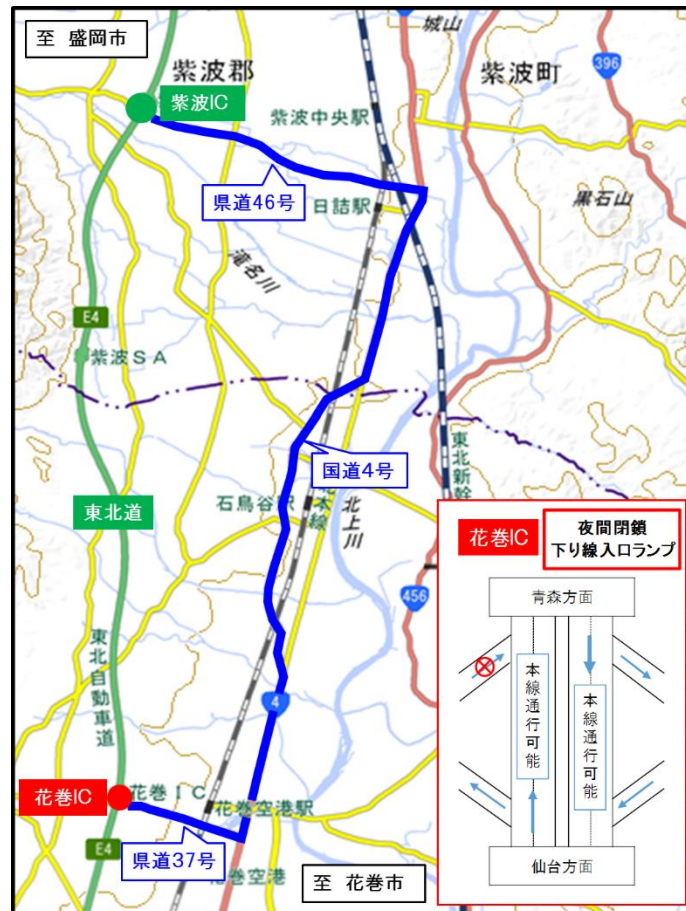 至 盛岡市
城山
紫波郡
紫波町
396
紫波IC
紫波中央駅
県道46号
日詰駅
黒石山
滝名川
E4
紫波SA
東北新幹
国道4号
石鳥谷駅
本線
北上川
東北道
456
東北自動車道
4
花巻IC
花巻IC
花巻空港駅
E4
県道37号
花巻空港
至 花巻市
花巻IC
夜間閉鎖
下り線入口ランプ
青森方面
本線通行可能
本線通行可能
仙台方面